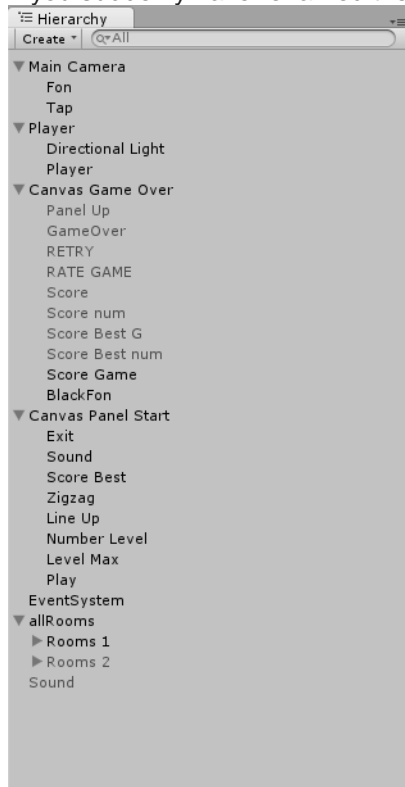 Hierarchy
Create
All
Main Camera
Fon
Tap
Player
Directional Light
Player
Canvas Game Over
Panel Up
GameOver
RETRY
RATE GAME
Score
Score num
Score Best G
Score Best num
Score Game
BlackFon
Canvas Panel Start
Exit
Sound
Score Best
Zigzag
Line Up
Number Level
Level Max
Play
EventSystem
allRooms
Rooms 1
Rooms 2
Sound